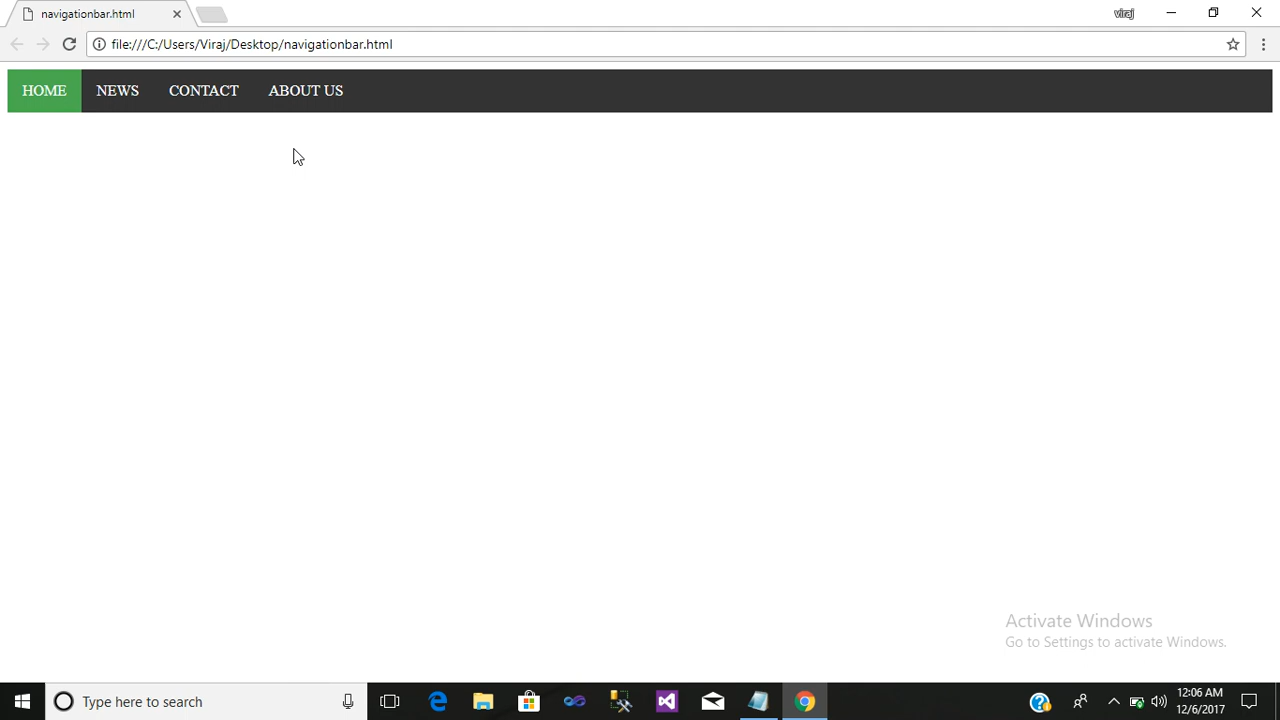 navigationbar.html
viraj
file:///C:/Users/Viraj/Desktop/navigationbar.html
HOME NEWS CONTACT ABOUT US
Activate Windows
Go to Settings to activate Windows.
Type here to search
12:06 AM
12/6/2017